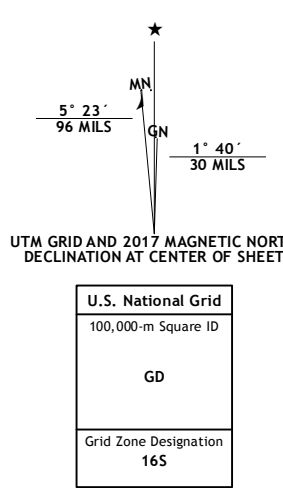 MN
GN
5° 23´
96 MILS
1° 40´
30 MILS
UTM GRID AND 2017 MAGNETIC NORT
DECLINATION AT CENTER OF SHEET
U.S. National Grid
100,000-m Square ID
GD
Grid Zone Designation
16S